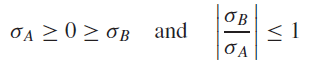 σ_A ≥ 0 ≥ σ_B and |σ_B / σ_A| ≤ 1